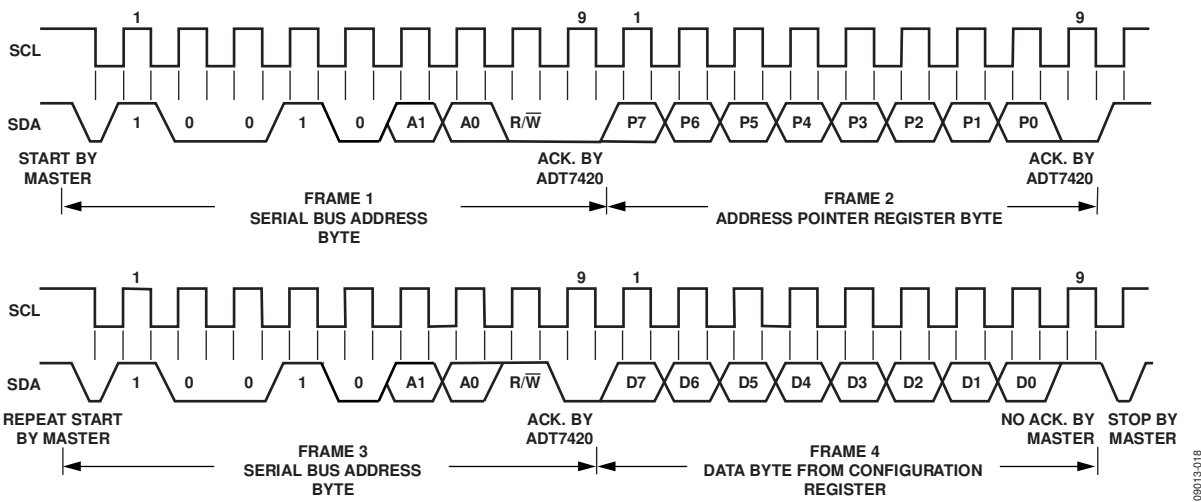 1 9 1 9
SCL
SDA 1 0 0 1 0 A1 A0 R/W̅ P7 P6 P5 P4 P3 P2 P1 P0
START BY
MASTER
ACK. BY
ADT7420
ACK. BY
ADT7420
FRAME 1
SERIAL BUS ADDRESS
BYTE
FRAME 2
ADDRESS POINTER REGISTER BYTE
1 9 1 9
SCL
SDA 1 0 0 1 0 A1 A0 R/W̅ D7 D6 D5 D4 D3 D2 D1 D0
REPEAT START
BY MASTER
ACK. BY
ADT7420
NO ACK. BY
MASTER
STOP BY
MASTER
FRAME 3
SERIAL BUS ADDRESS
BYTE
FRAME 4
DATA BYTE FROM CONFIGURATION
REGISTER
09013-018